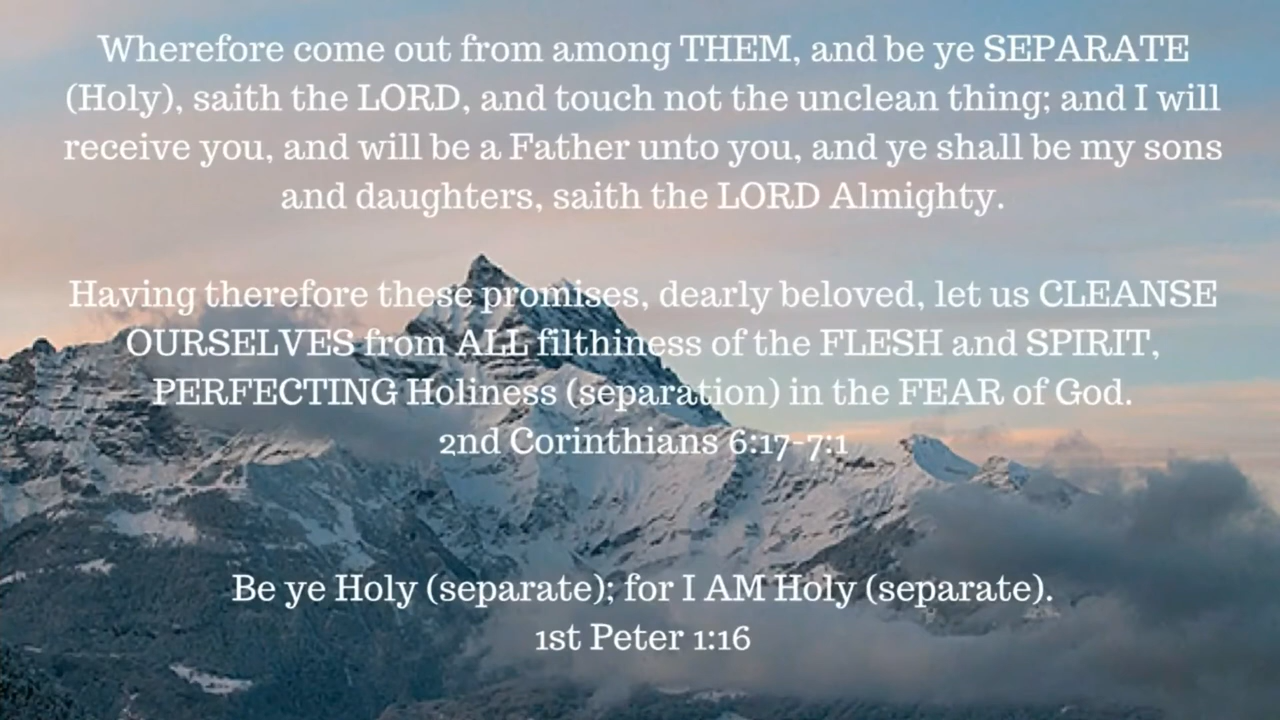 Wherefore come out from among THEM, and be ye SEPARATE
(Holy), saith the LORD, and touch not the unclean thing; and I will
receive you, and will be a Father unto you, and ye shall be my sons
and daughters, saith the LORD Almighty.
Having therefore these promises, dearly beloved, let us CLEANSE
OURSELVES from ALL filthiness of the FLESH and SPIRIT,
PERFECTING Holiness (separation) in the FEAR of God.
2nd Corinthians 6:17-7:1
Be ye Holy (separate); for I AM Holy (separate).
1st Peter 1:16